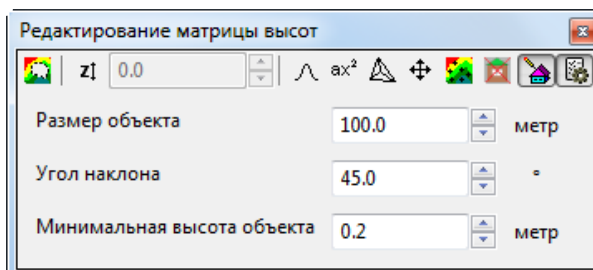 Редактирование матрицы высот
z↕ 0.0 ax²
Размер объекта 100.0 метр
Угол наклона 45.0 °
Минимальная высота объекта 0.2 метр